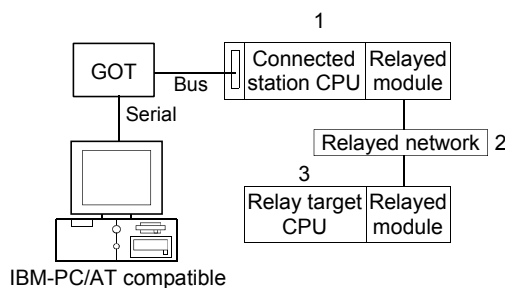 1
GOT
Bus
Connected
station CPU
Relayed
module
Serial
Relayed network
2
3
Relay target
CPU
Relayed
module
IBM-PC/AT compatible